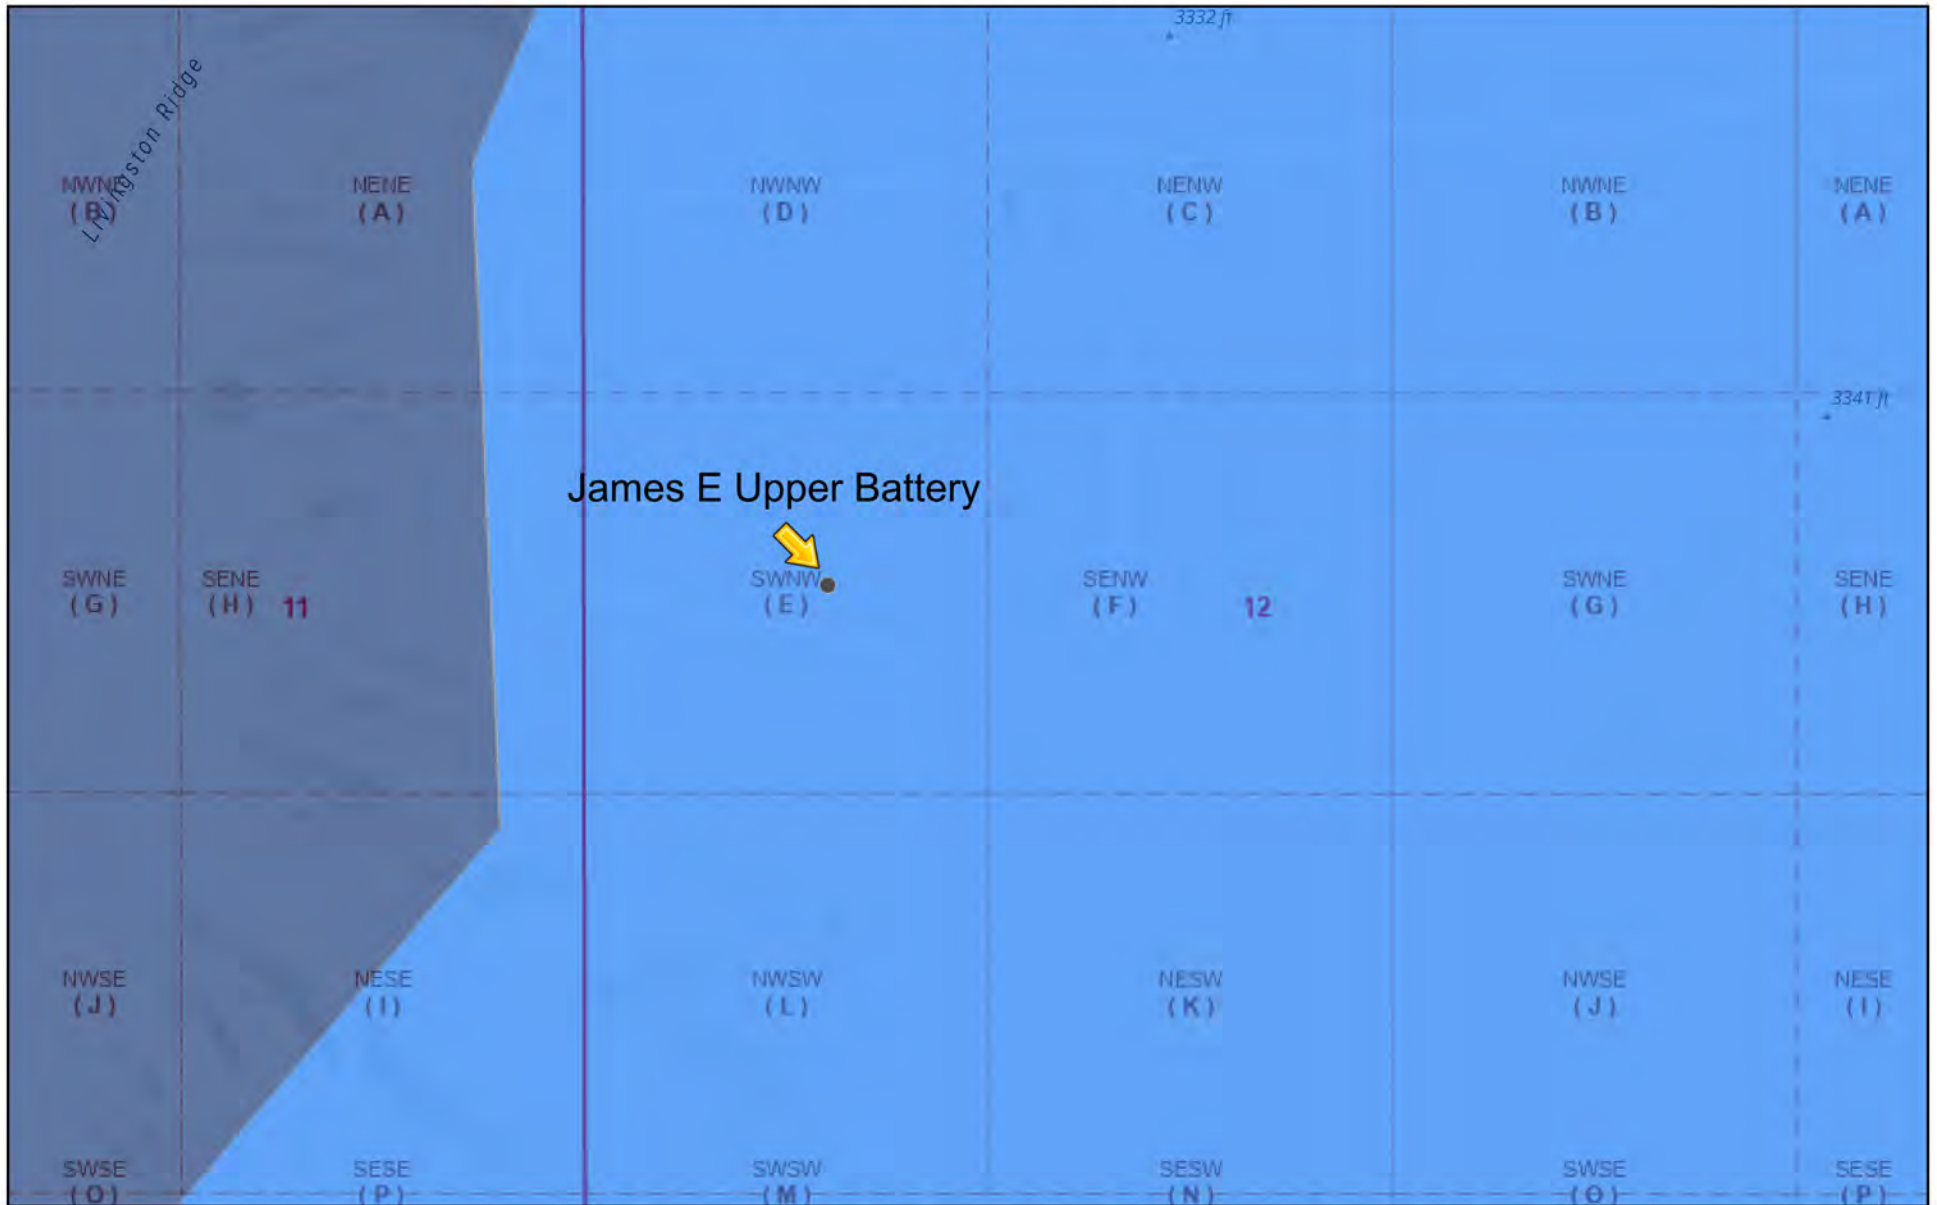 3332 ft
Livingston Ridge
NWNE
NENE
NWNW
NENW
NWNE
NENE
(B)
(A)
(D)
(C)
(B)
(A)
3341 ft
James E Upper Battery
SWNE
SENE
SWNW
SENW
SWNE
SENE
(G)
(H)
11
(E)
(F)
12
(G)
(H)
NWSE
NESE
NWSW
NESW
NWSE
NESE
(J)
(I)
(L)
(K)
(J)
(I)
SWSE
SESE
SWSW
SESW
SWSE
SESE
(O)
(P)
(M)
(N)
(O)
(P)